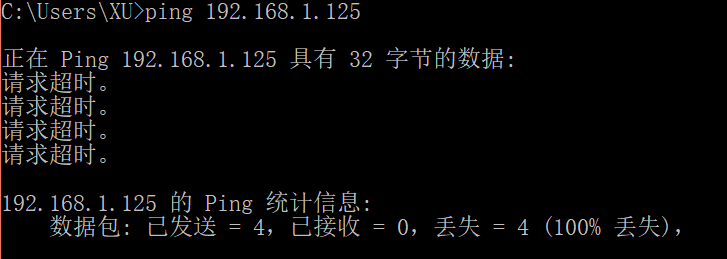 C:\Users\XU>ping 192.168.1.125
正在 Ping 192.168.1.125 具有 32 字节的数据:
请求超时。
请求超时。
请求超时。
请求超时。
192.168.1.125 的 Ping 统计信息:
数据包: 已发送 = 4，已接收 = 0，丢失 = 4 (100% 丢失)，